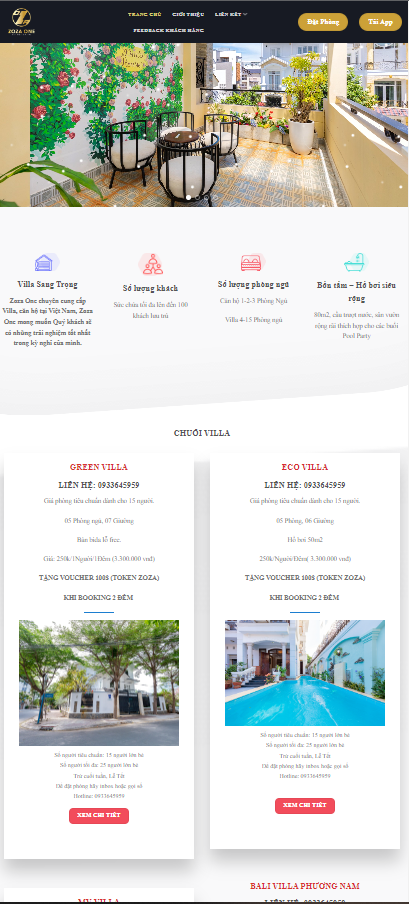 ZOZA ONE
TRANG CHỦ
GIỚI THIỆU
LIÊN KẾT
FEEDBACK KHÁCH HÀNG
Đặt Phòng
Tải App
Villa Sang Trọng
Zoza One chuyên cung cấp
Villa, căn hộ tại Việt Nam, Zoza
One mong muốn Quý khách sẽ
có những trải nghiệm tốt nhất
trong kỳ nghỉ của mình.
Số lượng khách
Sức chứa tối đa lên đến 100
khách lưu trú
Số lượng phòng ngủ
Căn hộ 1-2-3 Phòng Ngủ
Villa 4-15 Phòng ngủ
Bồn tắm – Hồ bơi siêu
rộng
80m2, cầu trượt nước, sân vườn
rộng rãi thích hợp cho các buổi
Pool Party
CHUỖI VILLA
GREEN VILLA
LIÊN HỆ: 0933645959
Giá phòng tiêu chuẩn dành cho 15 người.
05 Phòng ngủ, 07 Giường
Bàn bida lỗ free.
Giá: 250k/1Người/1Đêm (3.300.000 vnđ)
TẶNG VOUCHER 100$ (TOKEN ZOZA)
KHI BOOKING 2 ĐÊM
Số người tiêu chuẩn: 15 người lớn bé
Số người tối đa: 25 người lớn bé
Trừ cuối tuần, Lễ Tết
Để đặt phòng hãy inbox hoặc gọi số
Hotline: 0933645959
XEM CHI TIẾT
ECO VILLA
LIÊN HỆ: 0933645959
Giá phòng tiêu chuẩn dành cho 15 người.
05 Phòng, 06 Giường
Hồ bơi 50m2
250k/Người/Đêm( 3.300.000 vnđ)
TẶNG VOUCHER 100$ (TOKEN ZOZA)
KHI BOOKING 2 ĐÊM
Số người tiêu chuẩn: 15 người lớn bé
Số người tối đa: 25 người lớn bé
Trừ cuối tuần, Lễ Tết
Để đặt phòng hãy inbox hoặc gọi số
Hotline: 0933645959
XEM CHI TIẾT
MY VILLA
BALI VILLA PHƯƠNG NAM
LIÊN HỆ: 0933645959